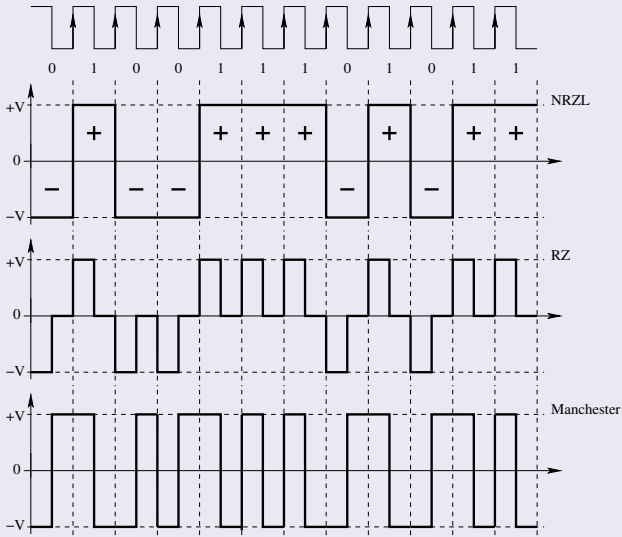 0 1 0 0 1 1 1 0 1 0 1 1
+V NRZL
+ + + + + + +
0
− − − − −
−V
+V RZ
0
−V
+V Manchester
0
−V